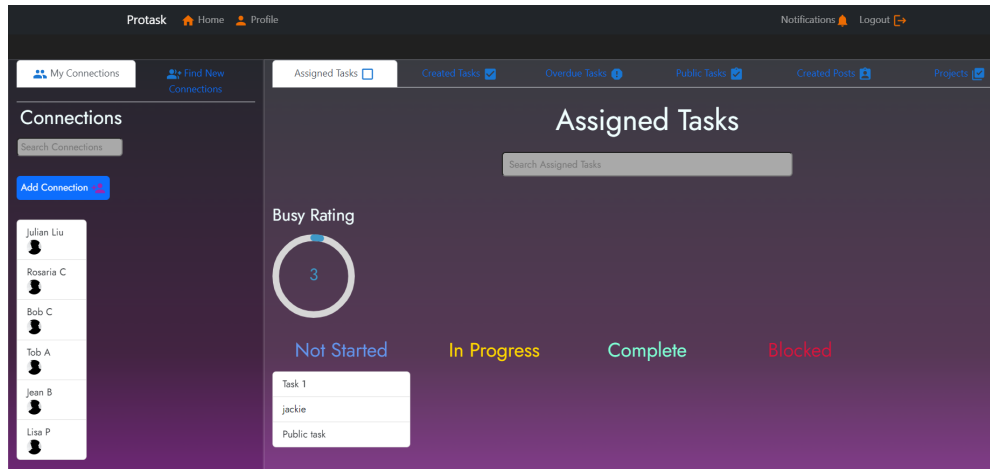 Protask Home Profile Notifications Logout
My Connections
Find New
Connections
Assigned Tasks Created Tasks Overdue Tasks Public Tasks Created Posts Projects
Connections
Search Connections
Add Connection
Julian Liu
Rosaria C
Bob C
Tob A
Jean B
Lisa P
Assigned Tasks
Search Assigned Tasks
Busy Rating
3
Not Started In Progress Complete Blocked
Task 1
jackie
Public task